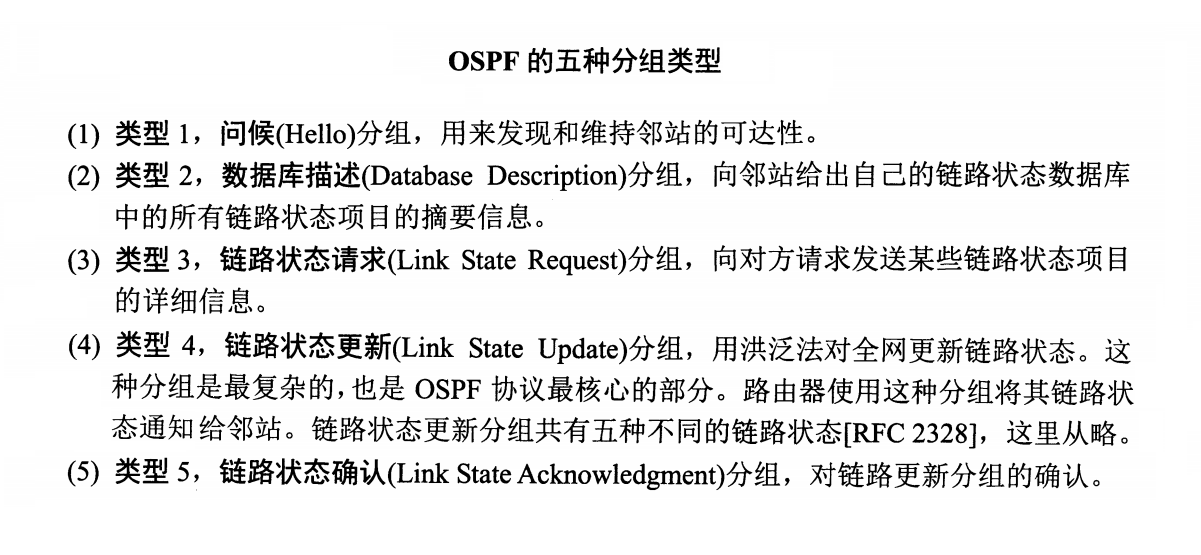 OSPF 的五种分组类型
(1) 类型 1，问候(Hello)分组，用来发现和维持邻站的可达性。
(2) 类型 2，数据库描述(Database Description)分组，向邻站给出自己的链路状态数据库
中的所有链路状态项目的摘要信息。
(3) 类型 3，链路状态请求(Link State Request)分组，向对方请求发送某些链路状态项目
的详细信息。
(4) 类型 4，链路状态更新(Link State Update)分组，用洪泛法对全网更新链路状态。这
种分组是最复杂的，也是 OSPF 协议最核心的部分。路由器使用这种分组将其链路状
态通知给邻站。链路状态更新分组共有五种不同的链路状态[RFC 2328]，这里从略。
(5) 类型 5，链路状态确认(Link State Acknowledgment)分组，对链路更新分组的确认。